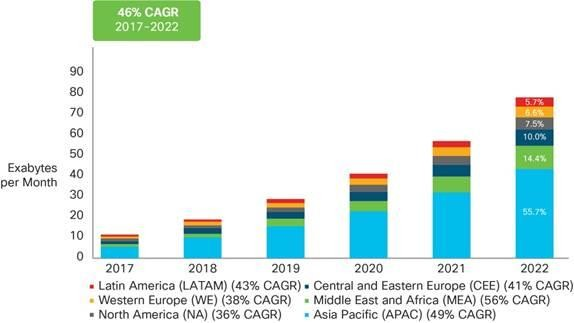 46% CAGR
2017-2022
90
80
70
60
50
40
30
20
10
0
Exabytes
per Month
5.7%
6.6%
7.5%
10.0%
14.4%
55.7%
2017 2018 2019 2020 2021 2022
Latin America (LATAM) (43% CAGR) Central and Eastern Europe (CEE) (41% CAGR)
Western Europe (WE) (38% CAGR) Middle East and Africa (MEA) (56% CAGR)
North America (NA) (36% CAGR) Asia Pacific (APAC) (49% CAGR)